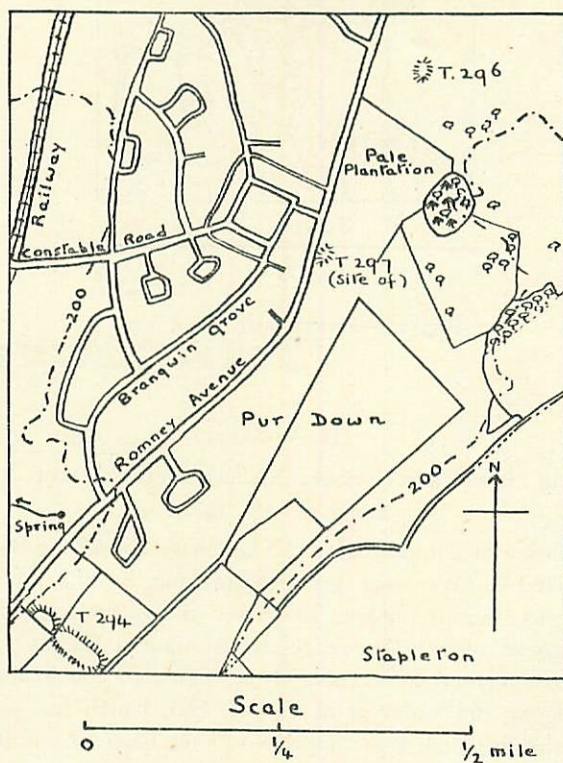 T.296
Pale
Plantation
Railway
Constable Road
T 297
(Site of)
200
Branquin Grove
Romney Avenue
Pur Down
200
N
Spring
T 294
Stapleton
Scale
0 1/4 1/2 mile